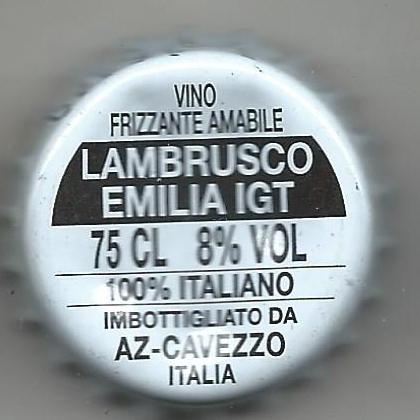 VINO
FRIZZANTE AMABILE
LAMBRUSCO
EMILIA IGT
75 CL 8% VOL
100% ITALIANO
IMBOTTIGLIATO DA
AZ-CAVEZZO
ITALIA